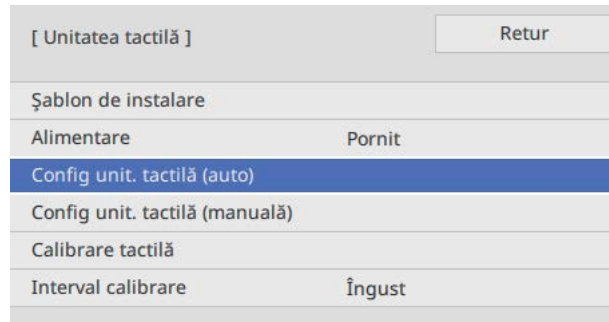 [ Unitatea tactilă ]
Retur
Şablon de instalare
Alimentare Pornit
Config unit. tactilă (auto)
Config unit. tactilă (manuală)
Calibrare tactilă
Interval calibrare Îngust